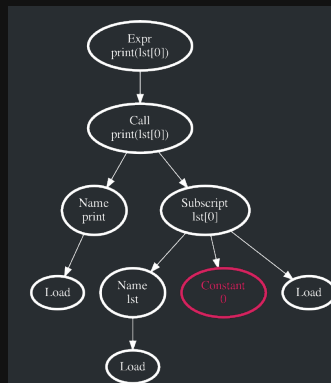 Expr
print(lst[0])
Call
print(lst[0])
Name
print
Subscript
lst[0]
Load
Name
lst
Constant
0
Load
Load